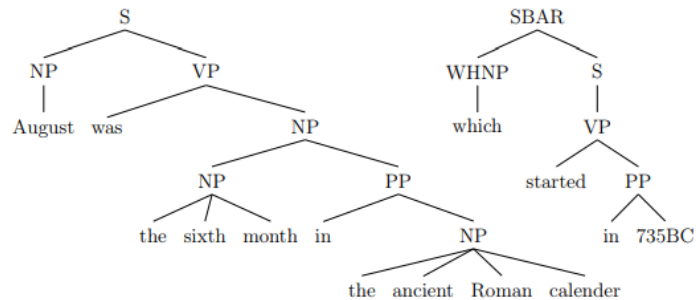 S SBAR
NP VP WHNP S
August was NP which VP
NP PP started PP
the sixth month in NP in 735BC
the ancient Roman calender